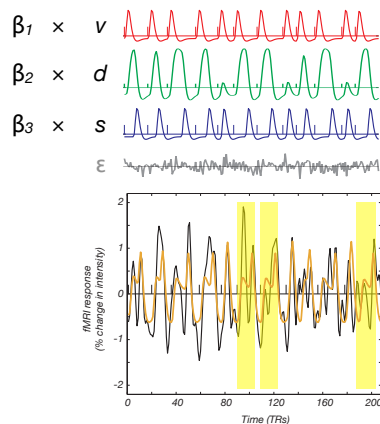 β1 × v
β2 × d
β3 × s
ε
fMRI response
(% change in intensity)
2
1
0
-1
-2
0 40 80 120 160 200
Time (TRs)